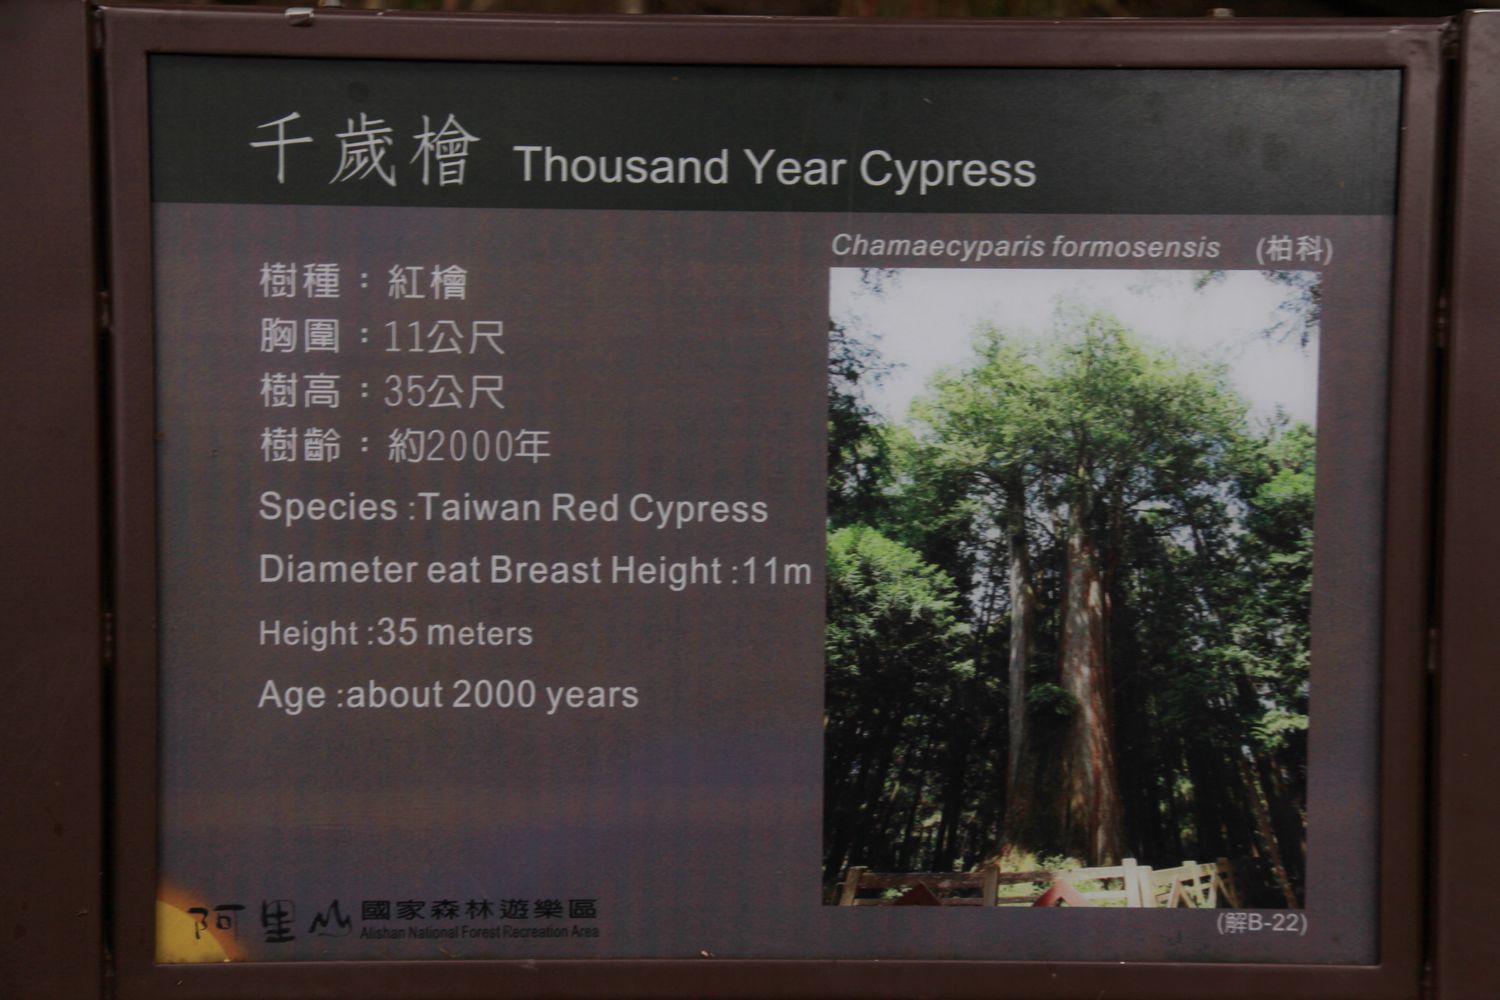 千歲檜 Thousand Year Cypress
Chamaecyparis formosensis (柏科)
樹種：紅檜
胸圍：11公尺
樹高：35公尺
樹齡：約2000年
Species :Taiwan Red Cypress
Diameter eat Breast Height :11m
Height :35 meters
Age :about 2000 years
(解B-22)
阿里山 國家森林遊樂區
Alishan National Forest Recreation Area